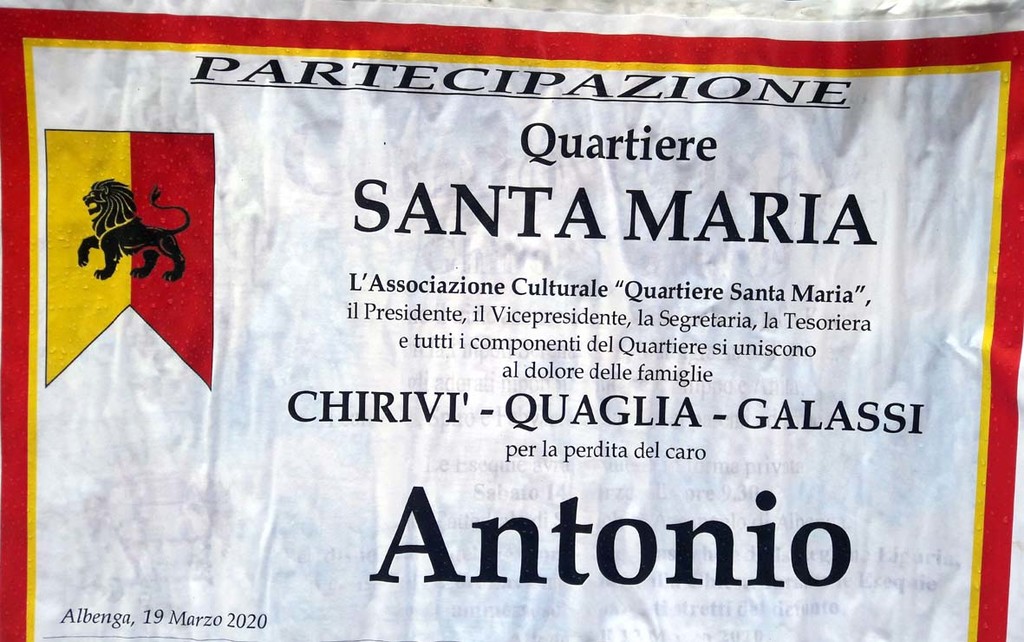 PARTECIPAZIONE
Quartiere
SANTA MARIA
L'Associazione Culturale "Quartiere Santa Maria",
il Presidente, il Vicepresidente, la Segretaria, la Tesoriera
e tutti i componenti del Quartiere si uniscono
al dolore delle famiglie
CHIRIVI' - QUAGLIA - GALASSI
per la perdita del caro
Antonio
Albenga, 19 Marzo 2020